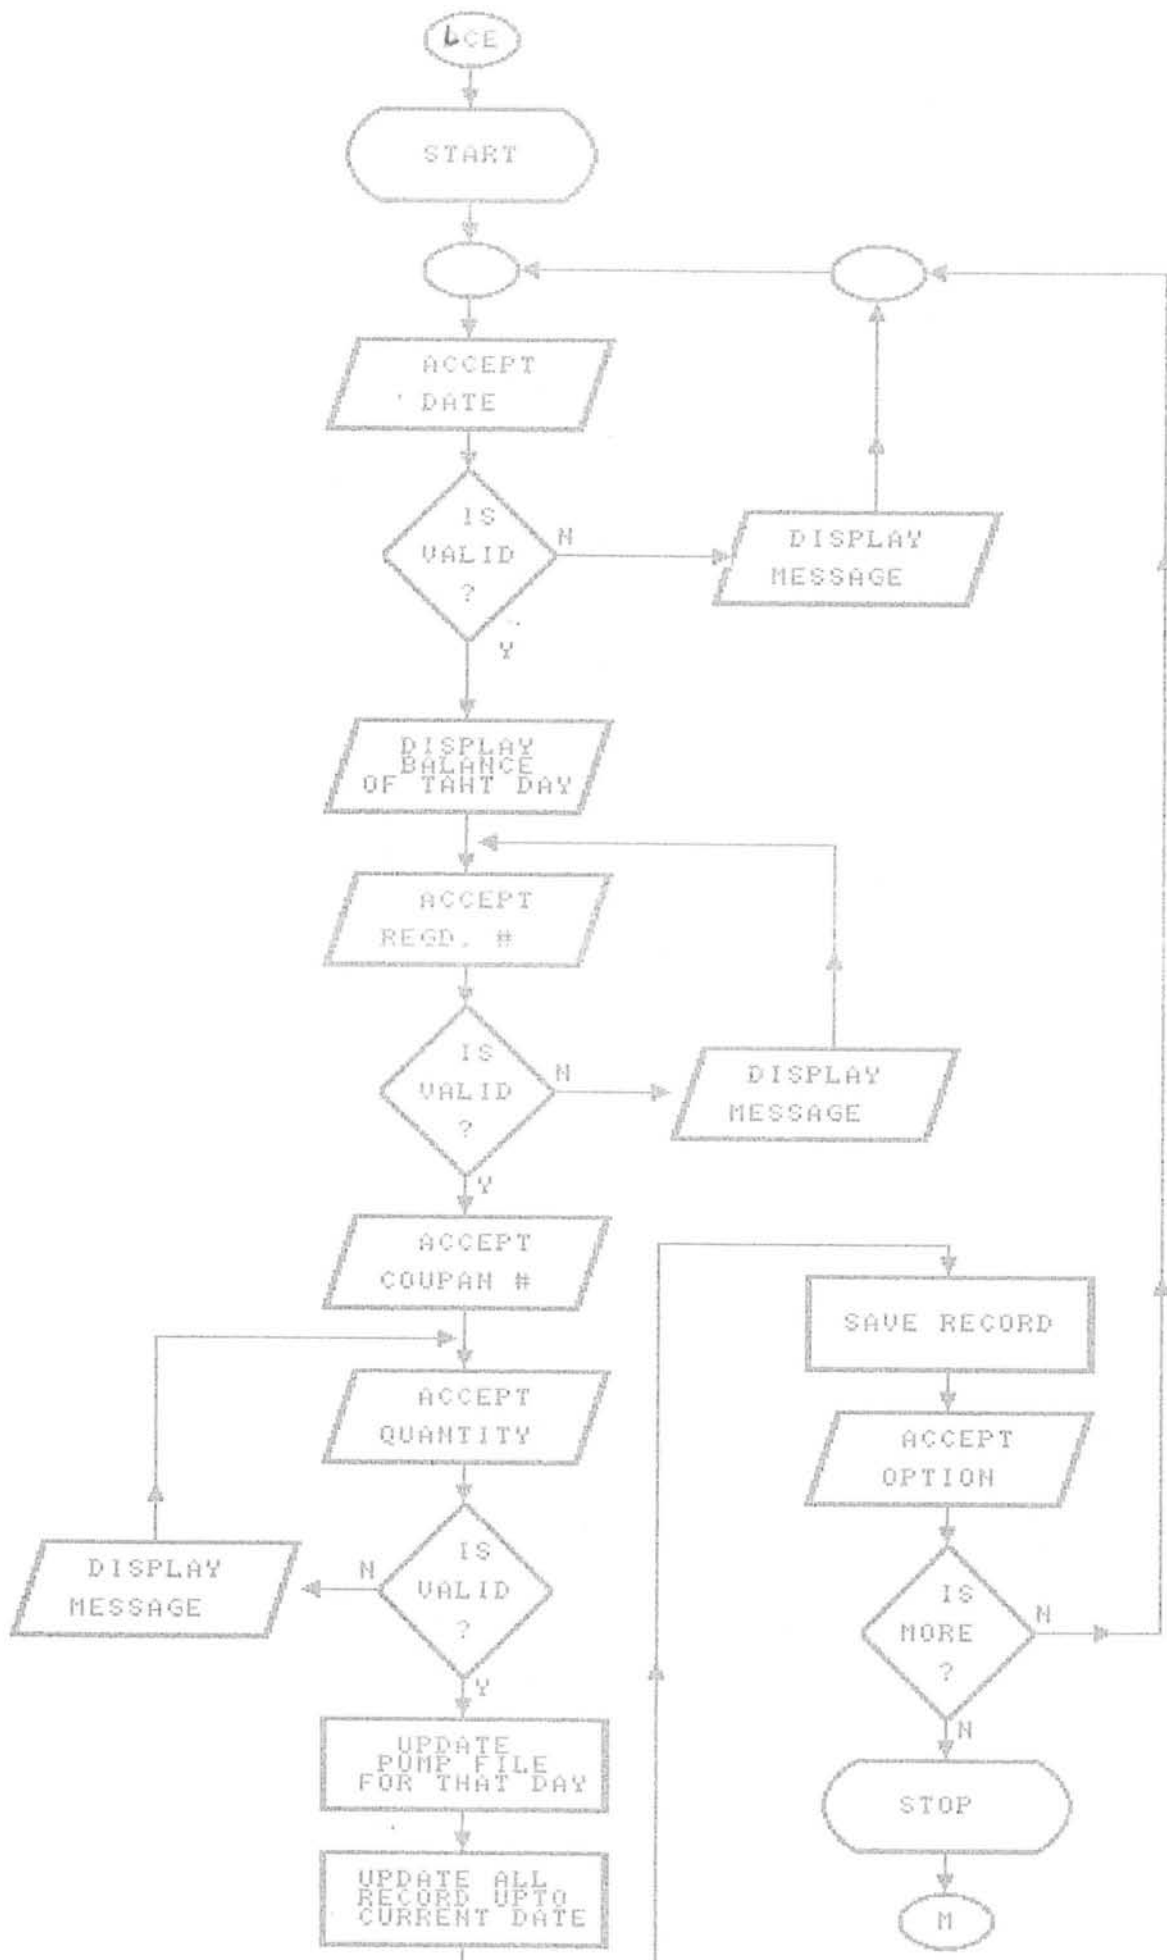 LCE
START
ACCEPT
DATE
IS
VALID
?
N
DISPLAY
MESSAGE
Y
DISPLAY
BALANCE
OF TAHT DAY
ACCEPT
REGD. #
IS
VALID
?
N
DISPLAY
MESSAGE
Y
ACCEPT
COUPAN #
ACCEPT
QUANTITY
IS
VALID
?
N
DISPLAY
MESSAGE
Y
UPDATE
PUMP FILE
FOR THAT DAY
UPDATE ALL
RECORD UPTO
CURRENT DATE
SAVE RECORD
ACCEPT
OPTION
IS
MORE
?
N
N
STOP
M